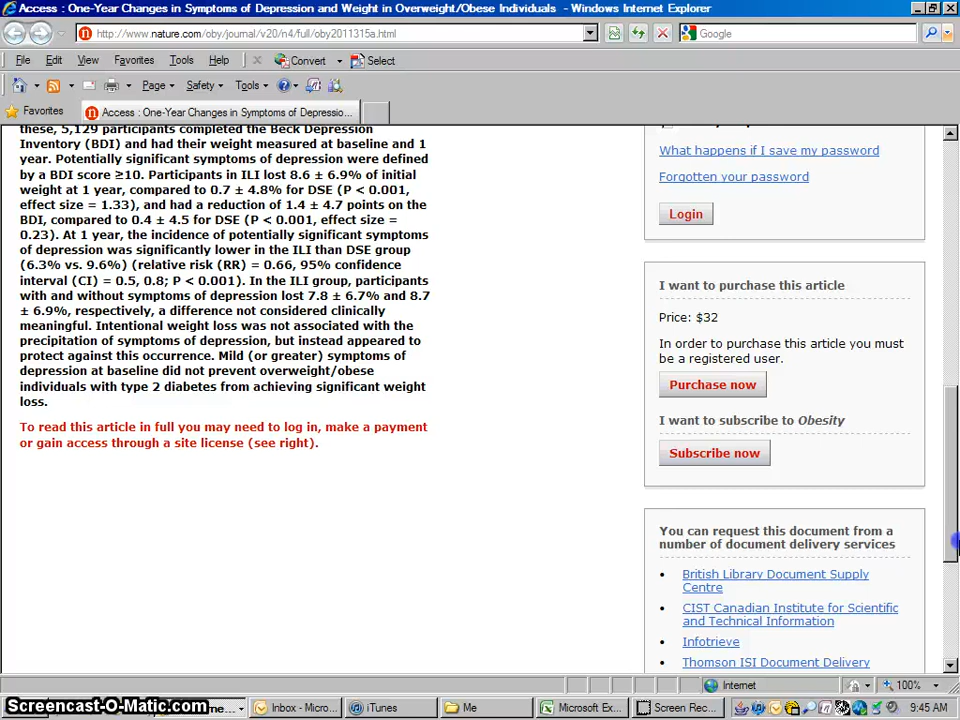 Access : One-Year Changes in Symptoms of Depression and Weight in Overweight/Obese Individuals - Windows Internet Explorer
http://www.nature.com/oby/journal/v20/n4/full/oby2011315a.html
Google
File Edit View Favorites Tools Help Convert Select
Page Safety Tools
Favorites Access : One-Year Changes in Symptoms of Depressio...
these, 5,129 participants completed the Beck Depression
Inventory (BDI) and had their weight measured at baseline and 1
year. Potentially significant symptoms of depression were defined
by a BDI score ≥10. Participants in ILI lost 8.6 ± 6.9% of initial
weight at 1 year, compared to 0.7 ± 4.8% for DSE (P < 0.001,
effect size = 1.33), and had a reduction of 1.4 ± 4.7 points on the
BDI, compared to 0.4 ± 4.5 for DSE (P < 0.001, effect size =
0.23). At 1 year, the incidence of potentially significant symptoms
of depression was significantly lower in the ILI than DSE group
(6.3% vs. 9.6%) (relative risk (RR) = 0.66, 95% confidence
interval (CI) = 0.5, 0.8; P < 0.001). In the ILI group, participants
with and without symptoms of depression lost 7.8 ± 6.7% and 8.7
± 6.9%, respectively, a difference not considered clinically
meaningful. Intentional weight loss was not associated with the
precipitation of symptoms of depression, but instead appeared to
protect against this occurrence. Mild (or greater) symptoms of
depression at baseline did not prevent overweight/obese
individuals with type 2 diabetes from achieving significant weight
loss.
To read this article in full you may need to log in, make a payment
or gain access through a site license (see right).
What happens if I save my password
Forgotten your password
Login
I want to purchase this article
Price: $32
In order to purchase this article you must
be a registered user.
Purchase now
I want to subscribe to Obesity
Subscribe now
You can request this document from a
number of document delivery services
• British Library Document Supply
Centre
• CIST Canadian Institute for Scientific
and Technical Information
• Infotrieve
• Thomson ISI Document Delivery
Internet 100%
Screencast-O-Matic.com
Inbox - Micro... iTunes Me Microsoft Ex... Screen Rec... 9:45 AM